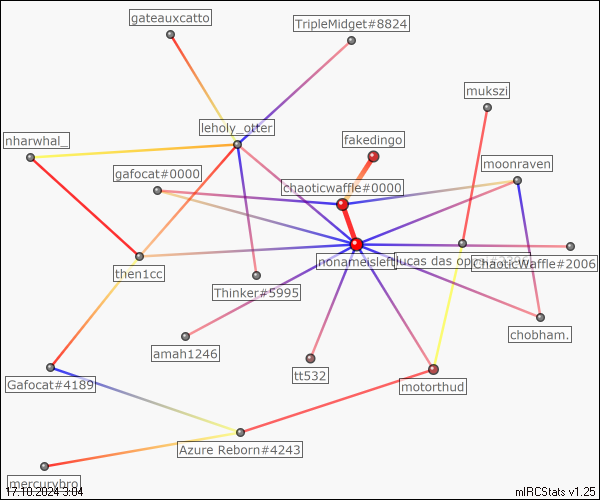 gateauxcatto
TripleMidget#8824
mukszi
leholy_otter
fakedingo
nharwhal_
moonraven
gafocat#0000
chaoticwaffle#0000
nonameisleft
lucas das op
ChaoticWaffle#2006
then1cc
Thinker#5995
chobham.
amah1246
tt532
Gafocat#4189
motorthud
Azure Reborn#4243
mercurybro
17.10.2024 3:04
mIRCStats v1.25